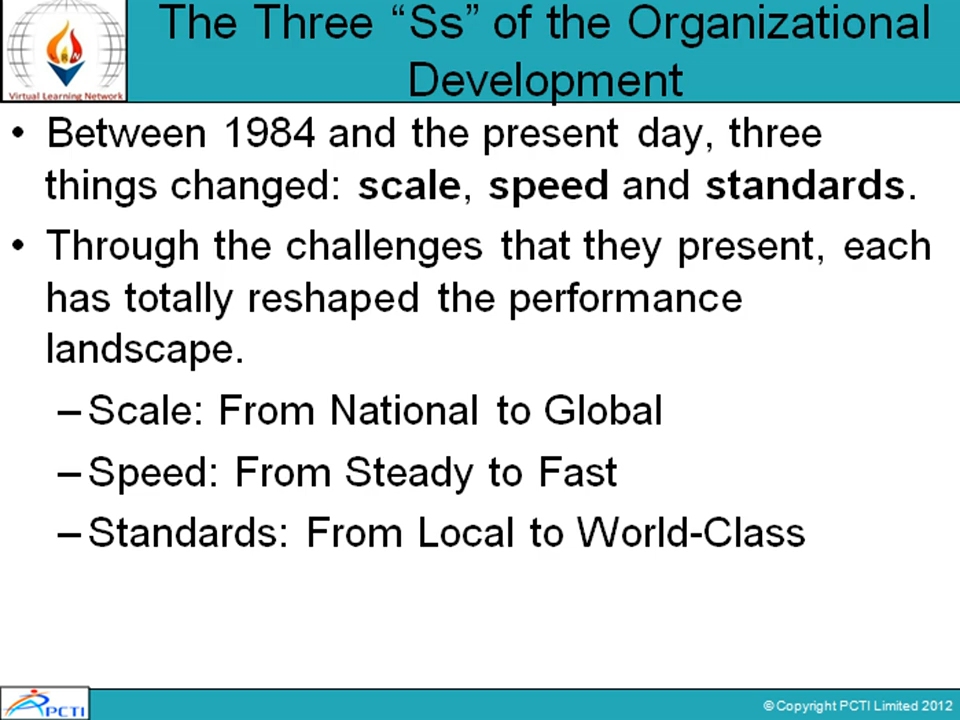 The Three “Ss” of the Organizational
Development
Virtual Learning Network
• Between 1984 and the present day, three
things changed: scale, speed and standards.
• Through the challenges that they present, each
has totally reshaped the performance
landscape.
– Scale: From National to Global
– Speed: From Steady to Fast
– Standards: From Local to World-Class
PCTI
© Copyright PCTI Limited 2012